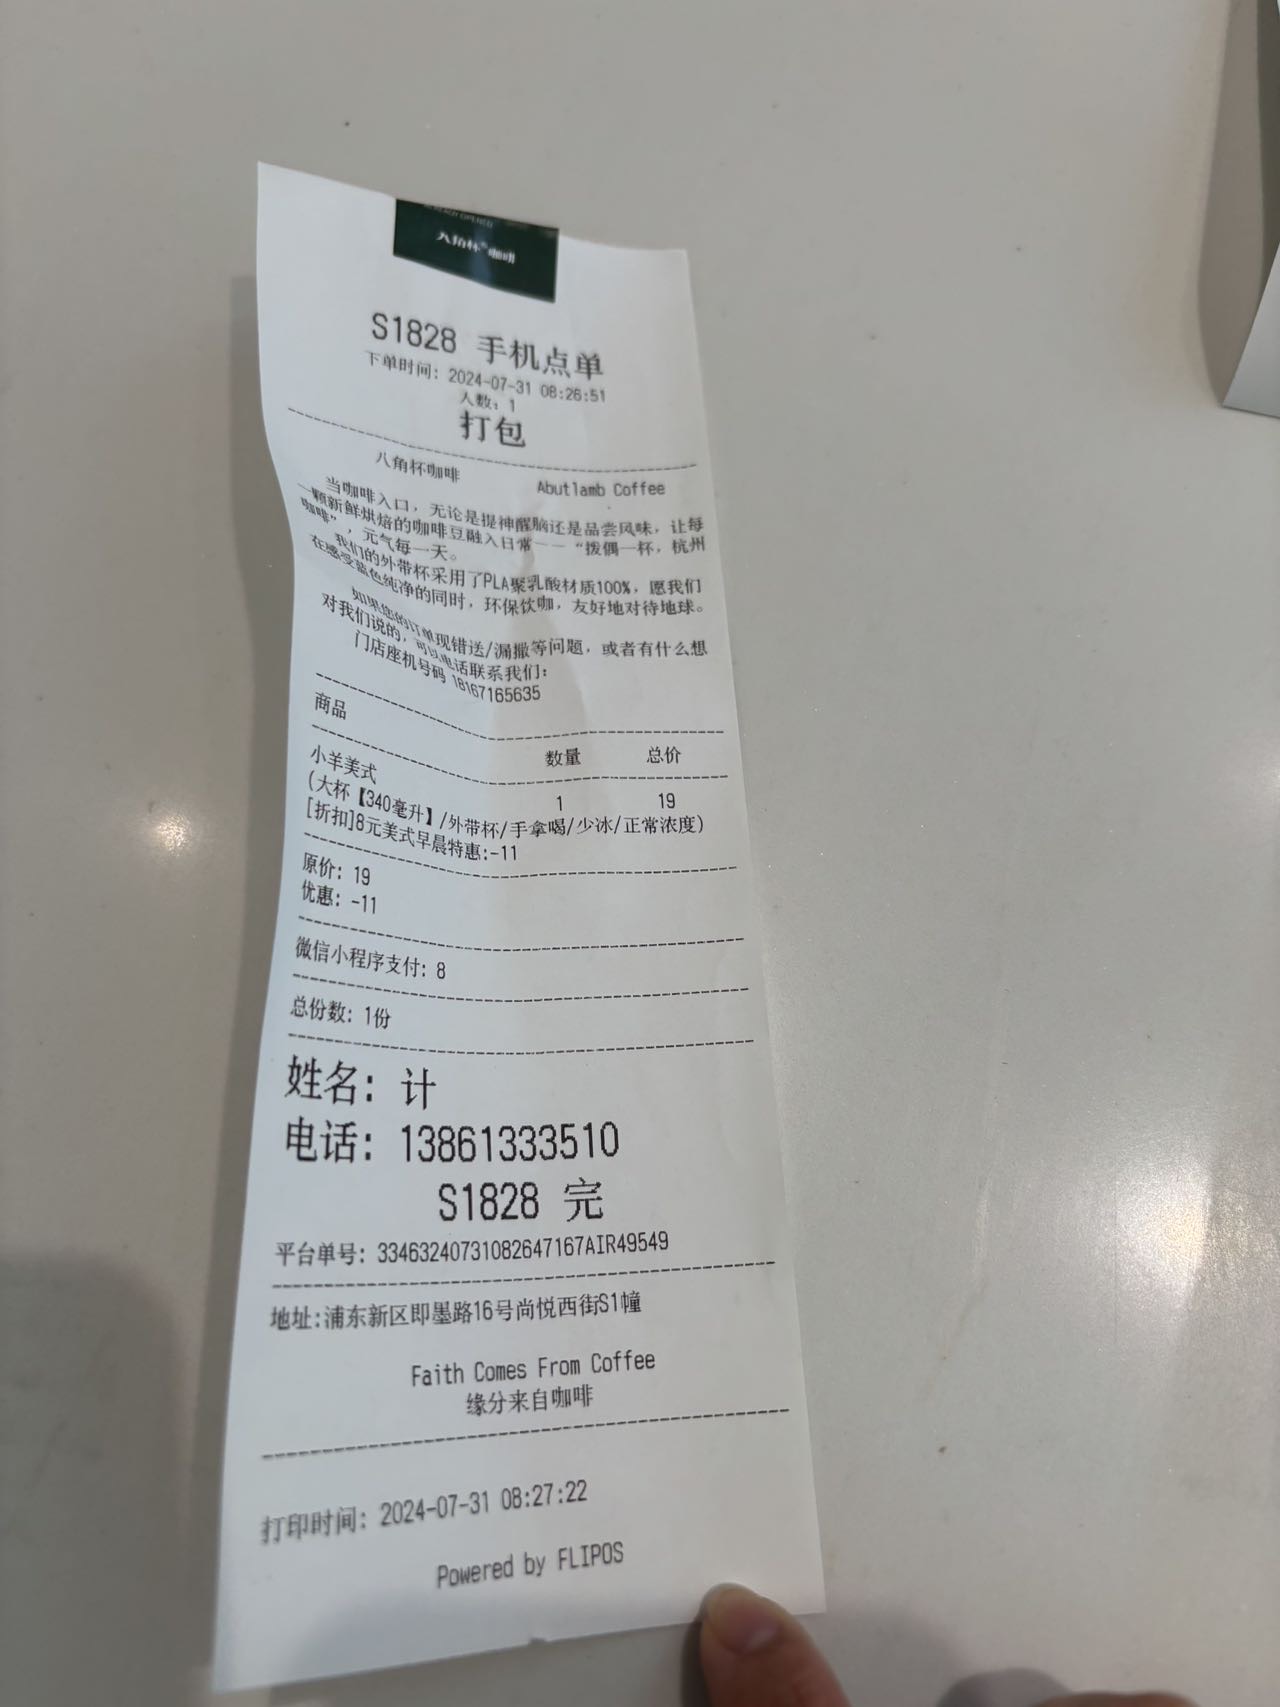 八角杯®咖啡
S1828 手机点单
下单时间: 2024-07-31 08:26:51
人数: 1
打包
八角杯咖啡 Abutlamb Coffee
当咖啡入口，无论是提神醒脑还是品尝风味，让每
一颗新鲜烘焙的咖啡豆融入日常——“拨偶一杯，杭州
咖啡”，元气每一天。
我们的外带杯采用了PLA聚乳酸材质100%，愿我们
在感受蓝色纯净的同时，环保饮咖，友好地对待地球。
如果您的订单现错送/漏撒等问题，或者有什么想
对我们说的，可以电话联系我们:
门店座机号码 18167165635
商品 数量 总价
小羊美式 1 19
(大杯【340毫升】/外带杯/手拿喝/少冰/正常浓度)
[折扣]8元美式早晨特惠:-11
原价: 19
优惠: -11
微信小程序支付: 8
总份数: 1份
姓名: 计
电话: 13861333510
S1828 完
平台单号: 33463240731082647167AIR49549
地址:浦东新区即墨路16号尚悦西街S1幢
Faith Comes From Coffee
缘分来自咖啡
打印时间: 2024-07-31 08:27:22
Powered by FLIPOS